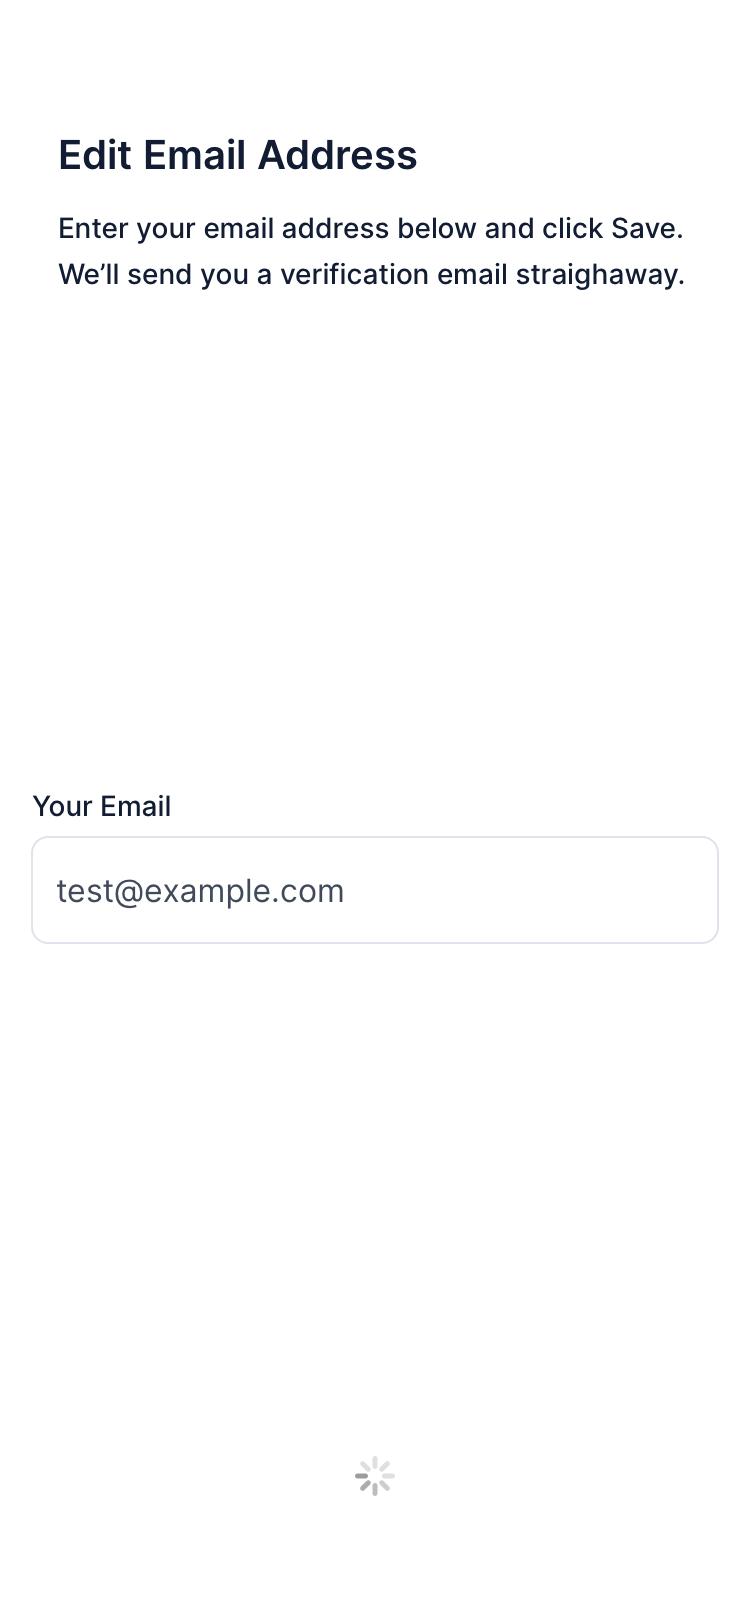 Edit Email Address
Enter your email address below and click Save.
We’ll send you a verification email straighaway.
Your Email
test@example.com